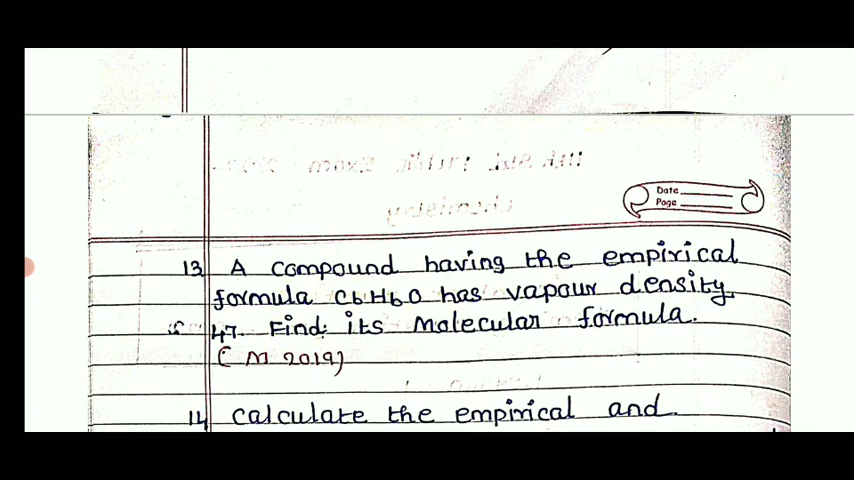 Date
Page
13 A compound having the empirical
formula C6H6O has vapour density
47. Find its Molecular formula.
(M 2019)
14 calculate the empirical and